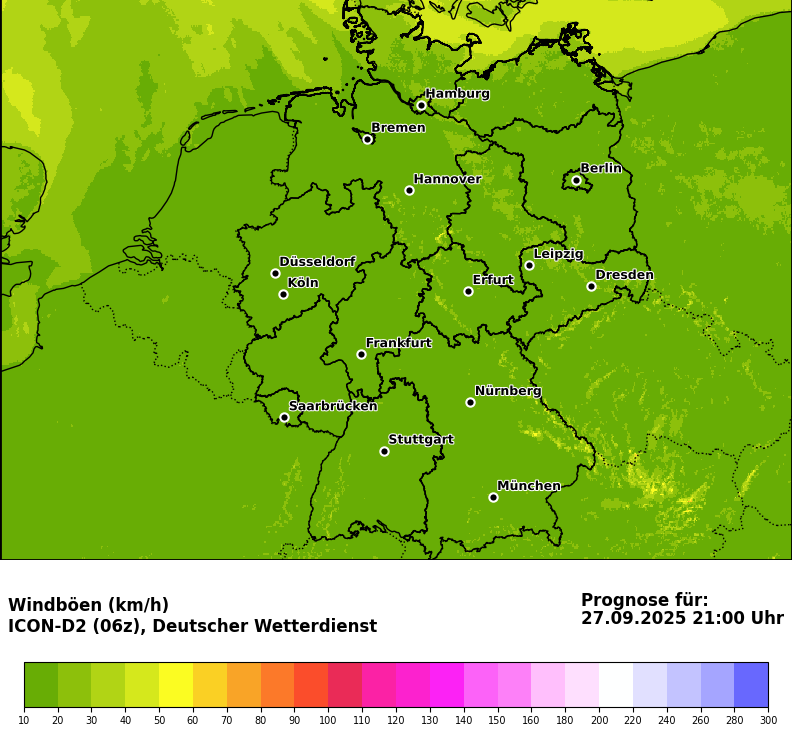 Hamburg
Bremen
Berlin
Hannover
Leipzig
Düsseldorf
Dresden
Köln
Erfurt
Frankfurt
Nürnberg
Saarbrücken
Stuttgart
München
Windböen (km/h)
ICON-D2 (06z), Deutscher Wetterdienst
Prognose für:
27.09.2025 21:00 Uhr
10 20 30 40 50 60 70 80 90 100 110 120 130 140 150 160 180 200 220 240 260 280 300